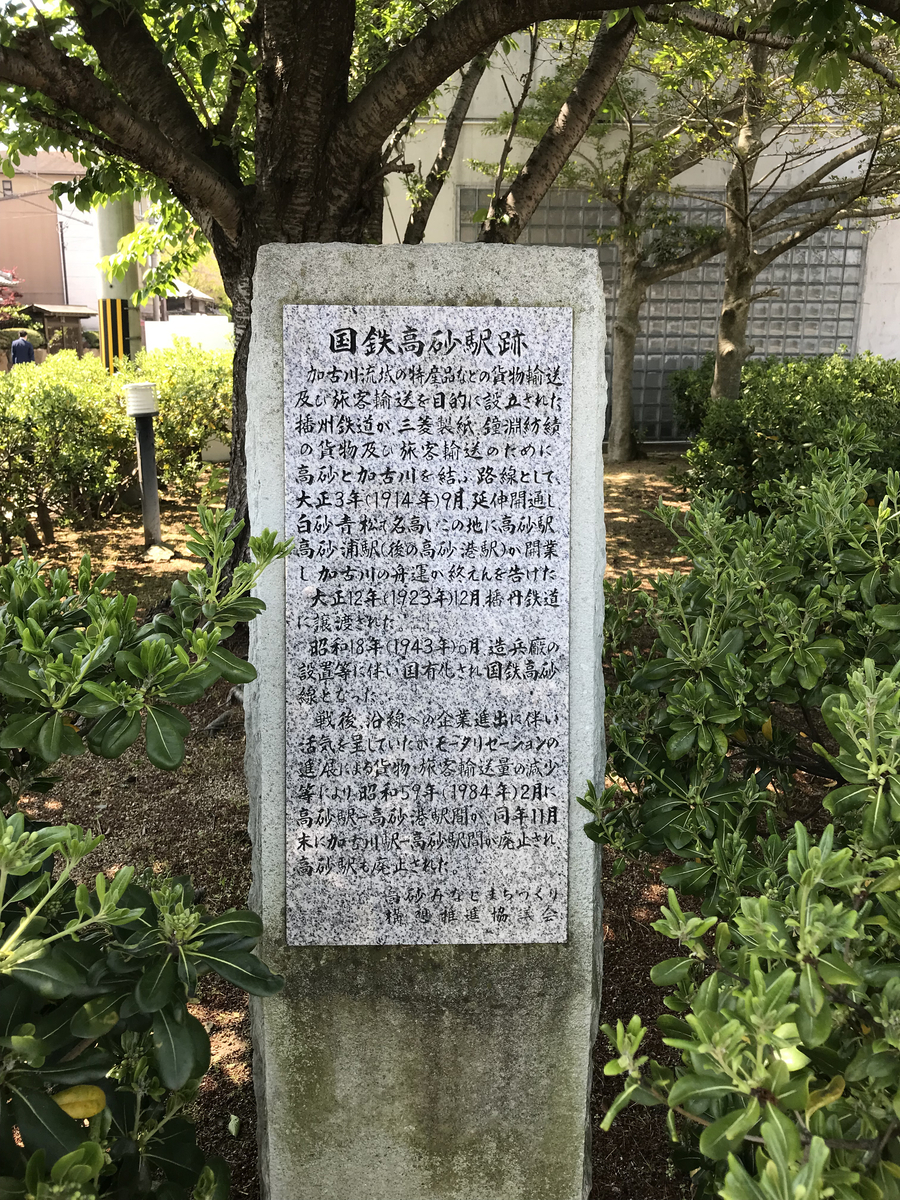 国鉄高砂駅跡
加古川流域の特産品などの貨物輸送
及び旅客輸送を目的に設立された
播州鉄道が、三菱製紙、鐘淵紡績
の貨物及び旅客輸送のために
高砂と加古川を結ぶ路線として、
大正3年(1914年)9月延伸開通し
白砂青松で名高いこの地に高砂駅
高砂浦駅(後の高砂港駅)が開業
し加古川の舟運が終えんを告げた
大正12年(1923年)12月播丹鉄道
に譲渡された
昭和18年(1943年)6月造兵廠の
設置等に伴い国有化され国鉄高砂
線となった
戦後、沿線への企業進出に伴い
活気を呈していたが、モータリゼーションの
進展による貨物・旅客輸送量の減少
等により昭和59年(1984年)2月に
高砂駅〜高砂港駅間が、同年11月
末に加古川駅〜高砂駅間が廃止され
高砂駅も廃止された。
高砂みなとまちづくり
構想推進協議会